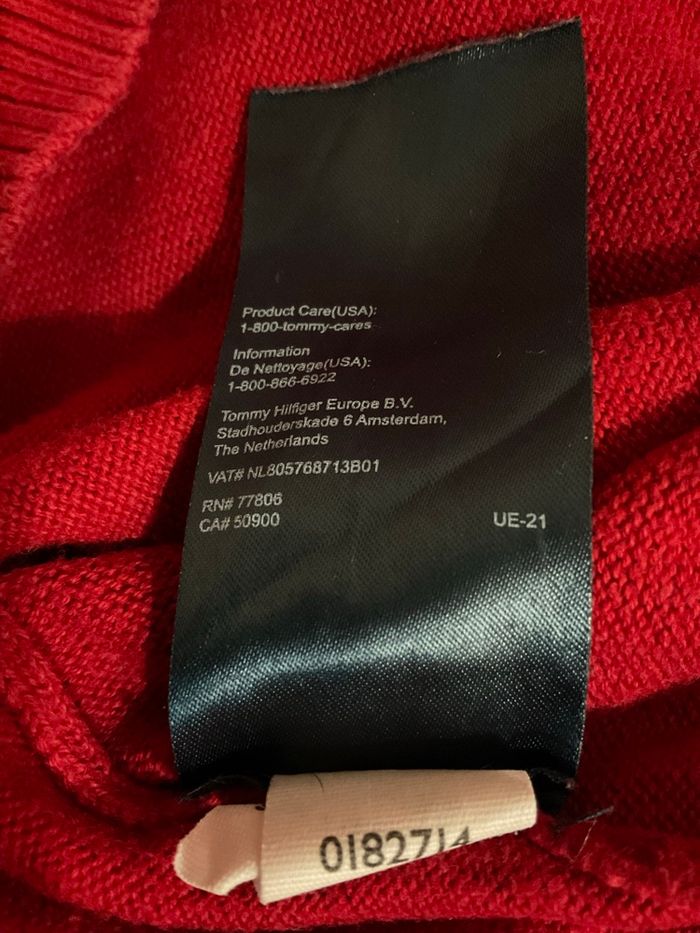 Product Care(USA):
1-800-tommy-cares
Information
De Nettoyage(USA):
1-800-866-6922
Tommy Hilfiger Europe B.V.
Stadhouderskade 6 Amsterdam,
The Netherlands
VAT# NL805768713B01
RN# 77806
CA# 50900
UE-21
0182714